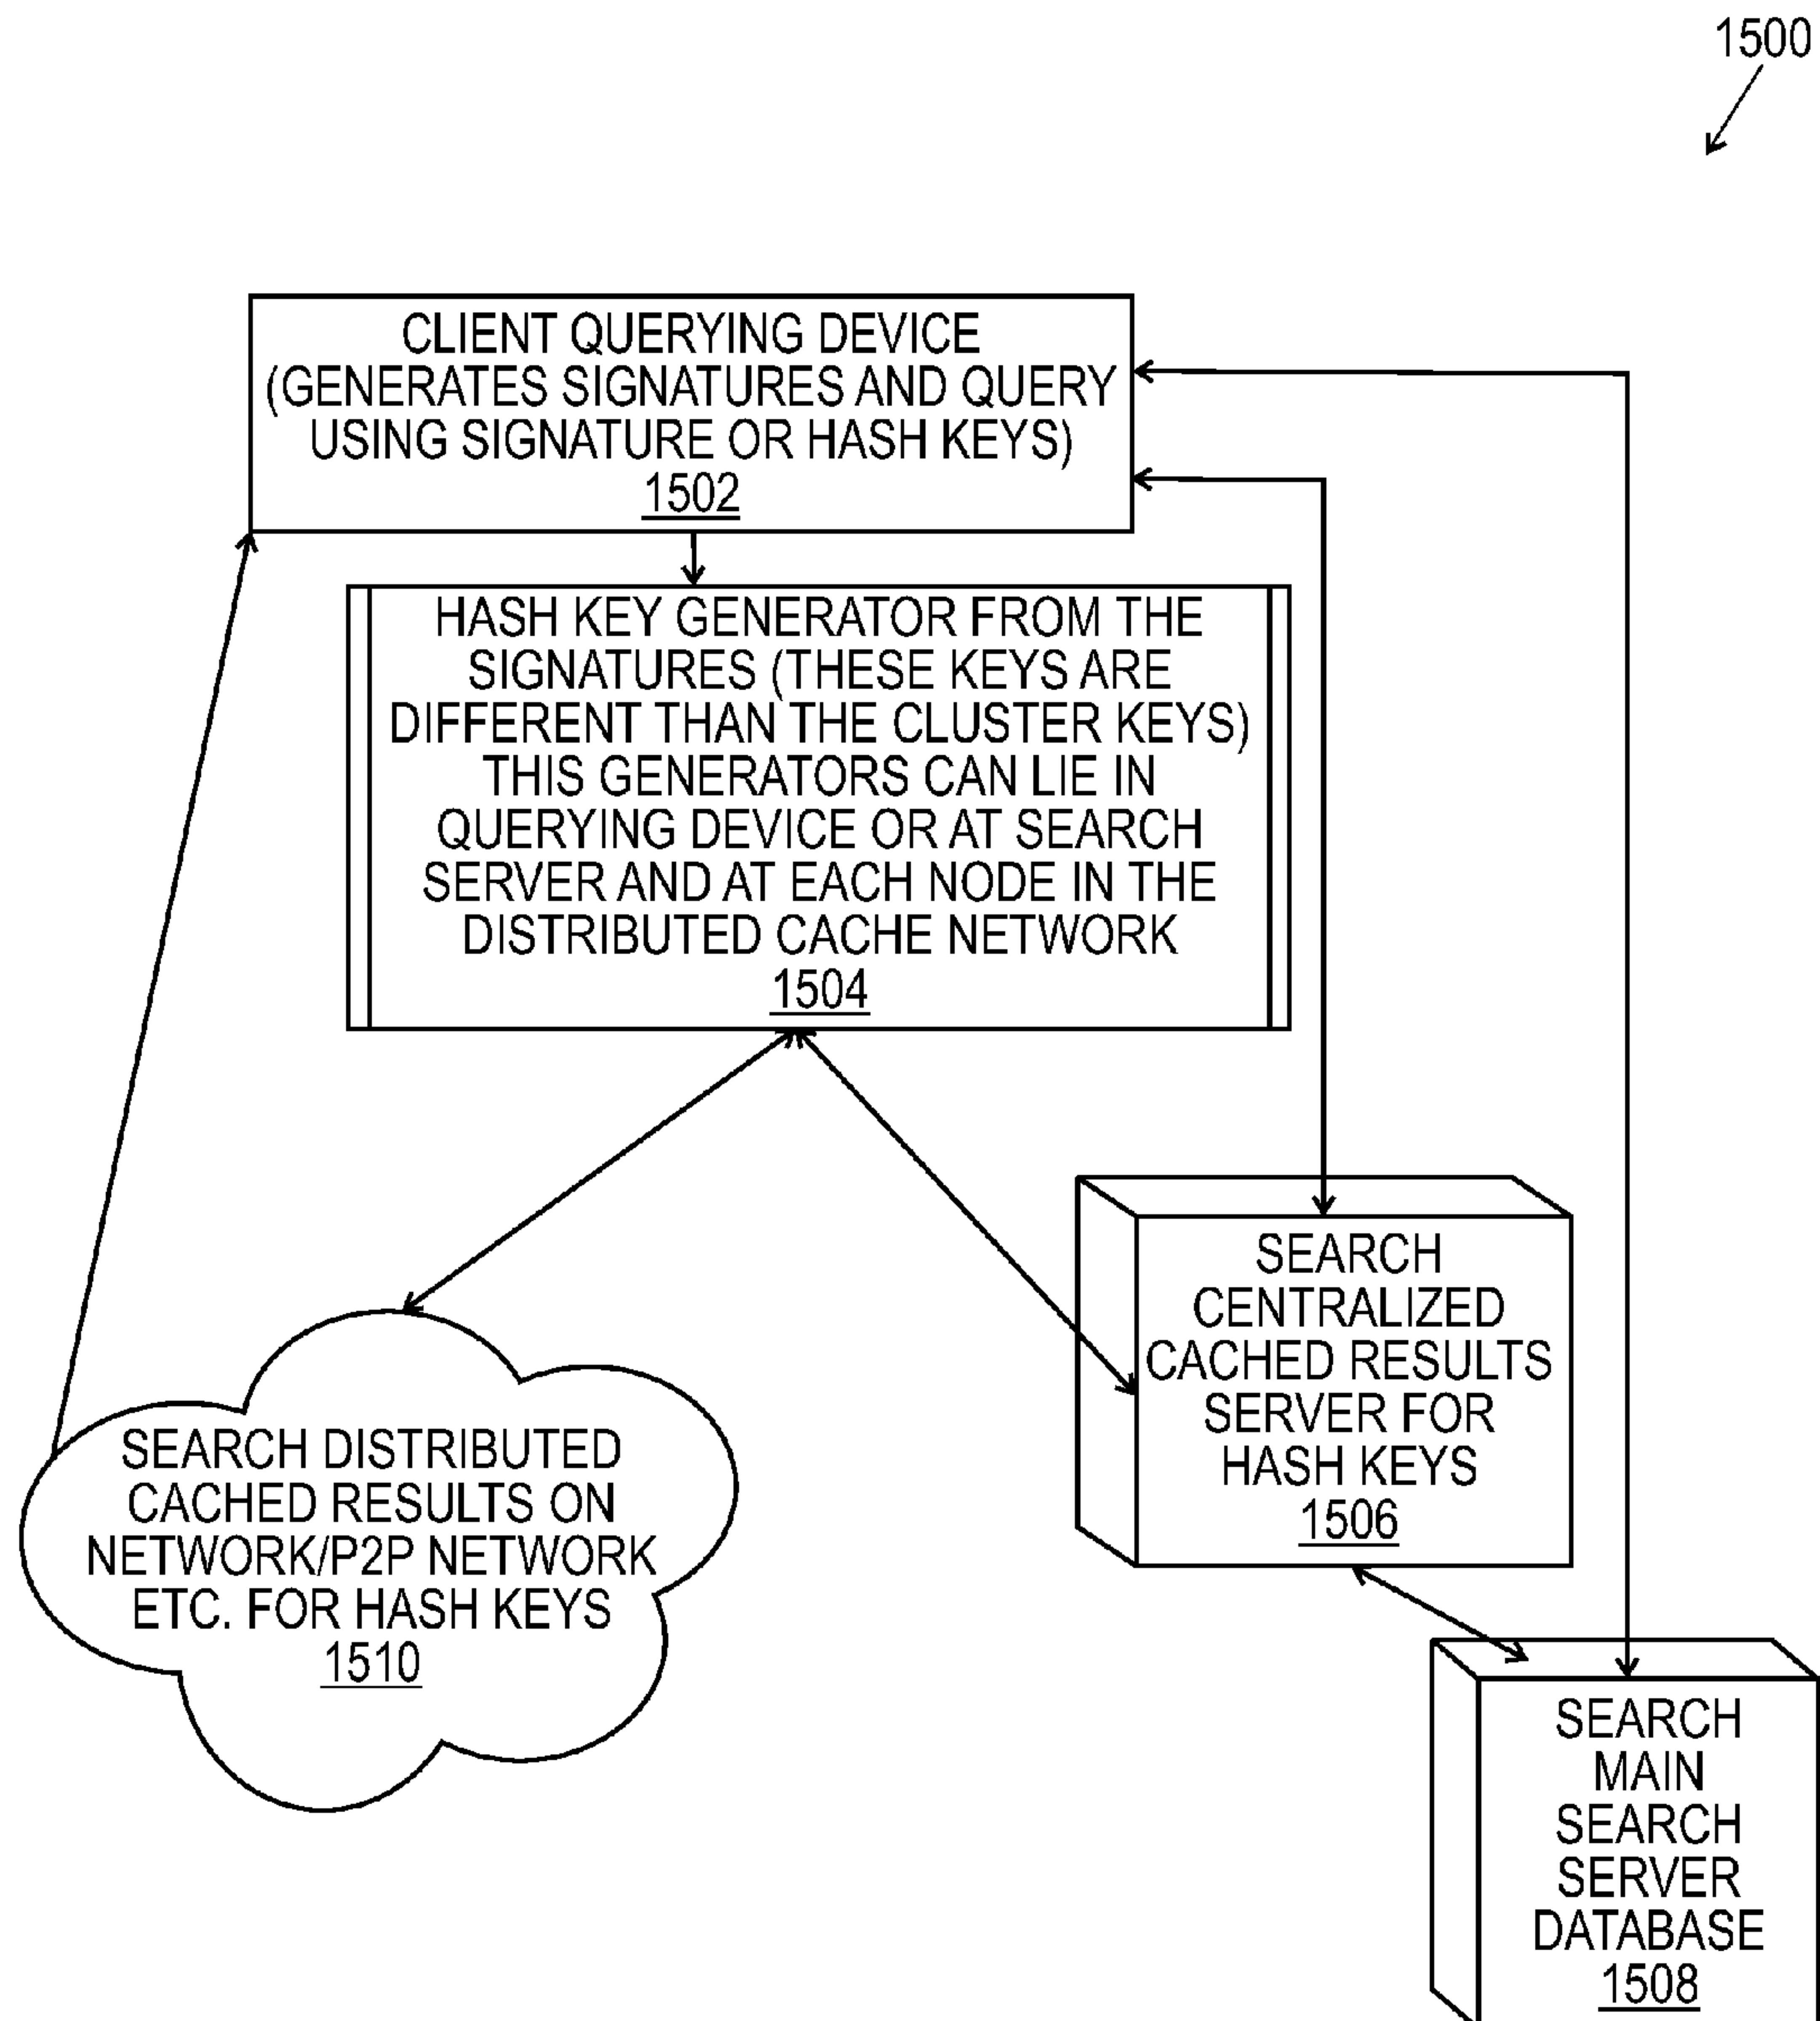 1500
CLIENT QUERYING DEVICE
(GENERATES SIGNATURES AND QUERY
USING SIGNATURE OR HASH KEYS)
1502
HASH KEY GENERATOR FROM THE
SIGNATURES (THESE KEYS ARE
DIFFERENT THAN THE CLUSTER KEYS)
THIS GENERATORS CAN LIE IN
QUERYING DEVICE OR AT SEARCH
SERVER AND AT EACH NODE IN THE
DISTRIBUTED CACHE NETWORK
1504
SEARCH
CENTRALIZED
CACHED RESULTS
SERVER FOR
HASH KEYS
1506
SEARCH DISTRIBUTED
CACHED RESULTS ON
NETWORK/P2P NETWORK
ETC. FOR HASH KEYS
1510
SEARCH
MAIN
SEARCH
SERVER
DATABASE
1508